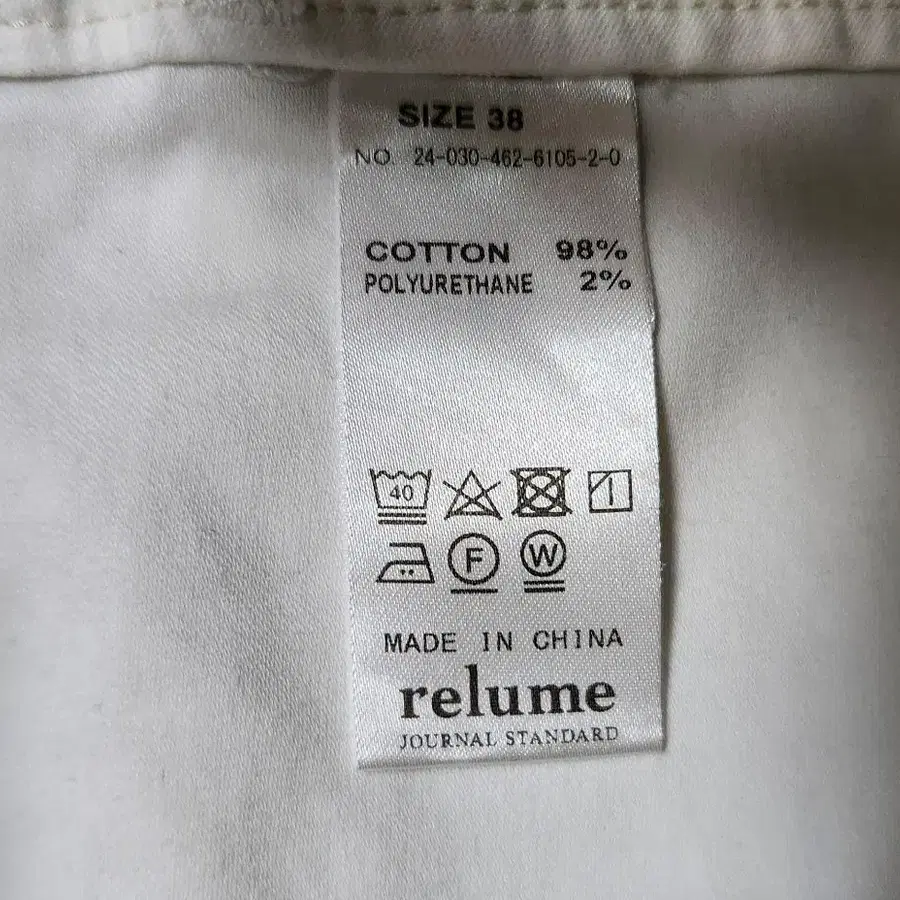 SIZE 38
NO 24-030-462-6105-2-0
COTTON 98%
POLYURETHANE 2%
40
F W
MADE IN CHINA
relume
JOURNAL STANDARD